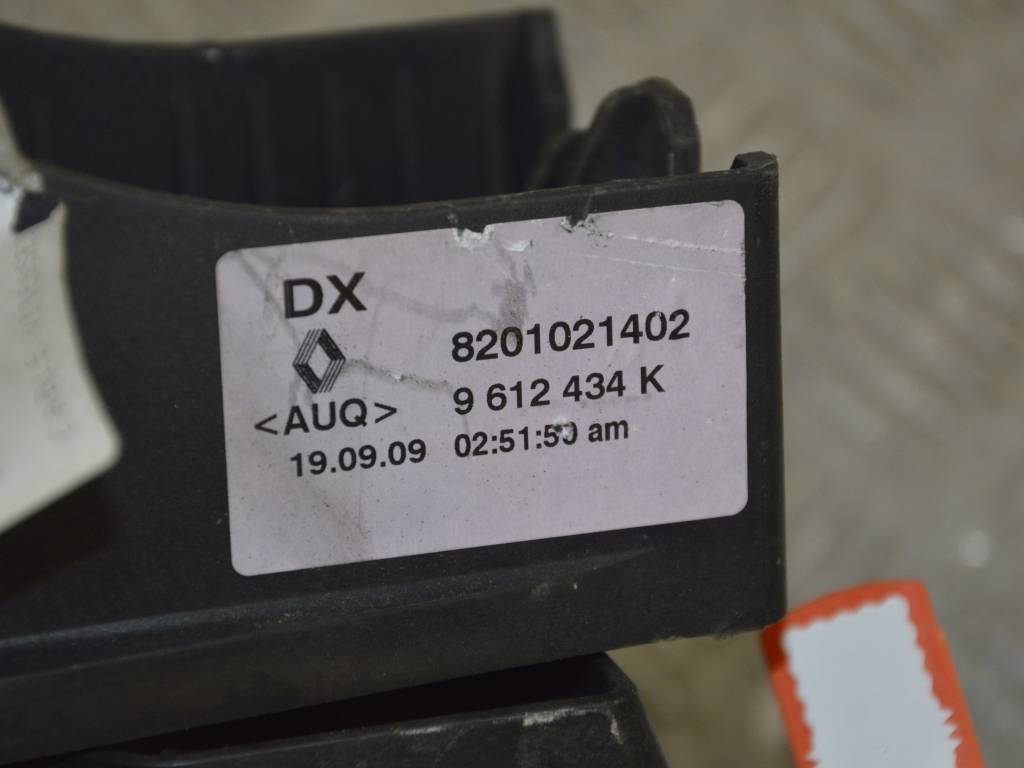 DX
8201021402
9 612 434 K
<AUQ>
19.09.09 02:51:50 am